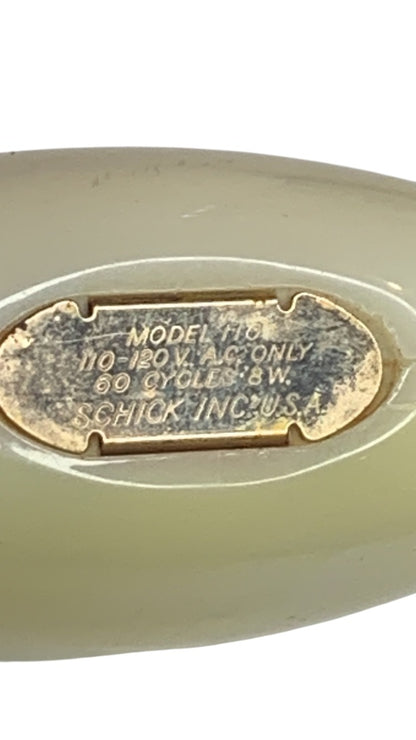 MODEL 110
110-120 V. A.C. ONLY
60 CYCLES 8 W.
SCHICK INC. U.S.A.